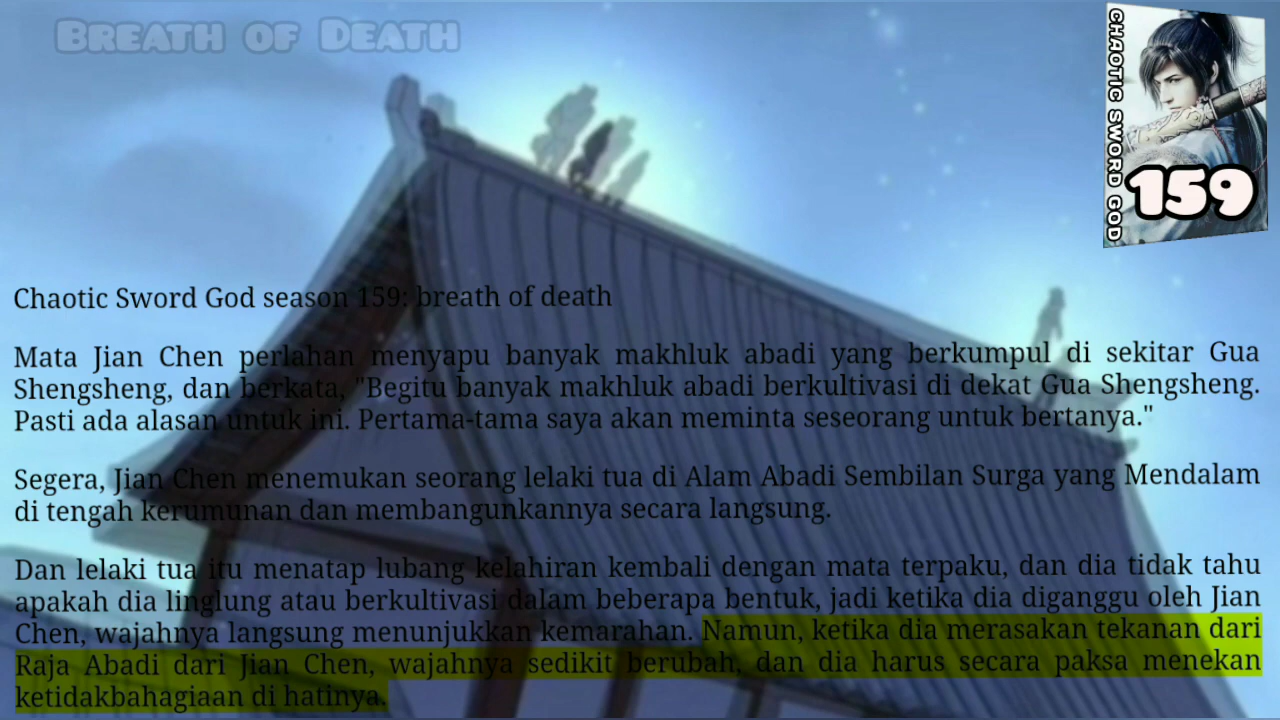 Breath of Death
CHAOTIC SWORD GOD
159
Chaotic Sword God season 159: breath of death
Mata Jian Chen perlahan menyapu banyak makhluk abadi yang berkumpul di sekitar Gua
Shengsheng, dan berkata, "Begitu banyak makhluk abadi berkultivasi di dekat Gua Shengsheng.
Pasti ada alasan untuk ini. Pertama-tama saya akan meminta seseorang untuk bertanya."
Segera, Jian Chen menemukan seorang lelaki tua di Alam Abadi Sembilan Surga yang Mendalam
di tengah kerumunan dan membangunkannya secara langsung.
Dan lelaki tua itu menatap lubang kelahiran kembali dengan mata terpaku, dan dia tidak tahu
apakah dia linglung atau berkultivasi dalam beberapa bentuk, jadi ketika dia diganggu oleh Jian
Chen, wajahnya langsung menunjukkan kemarahan. Namun, ketika dia merasakan tekanan dari
Raja Abadi dari Jian Chen, wajahnya sedikit berubah, dan dia harus secara paksa menekan
ketidakbahagiaan di hatinya.